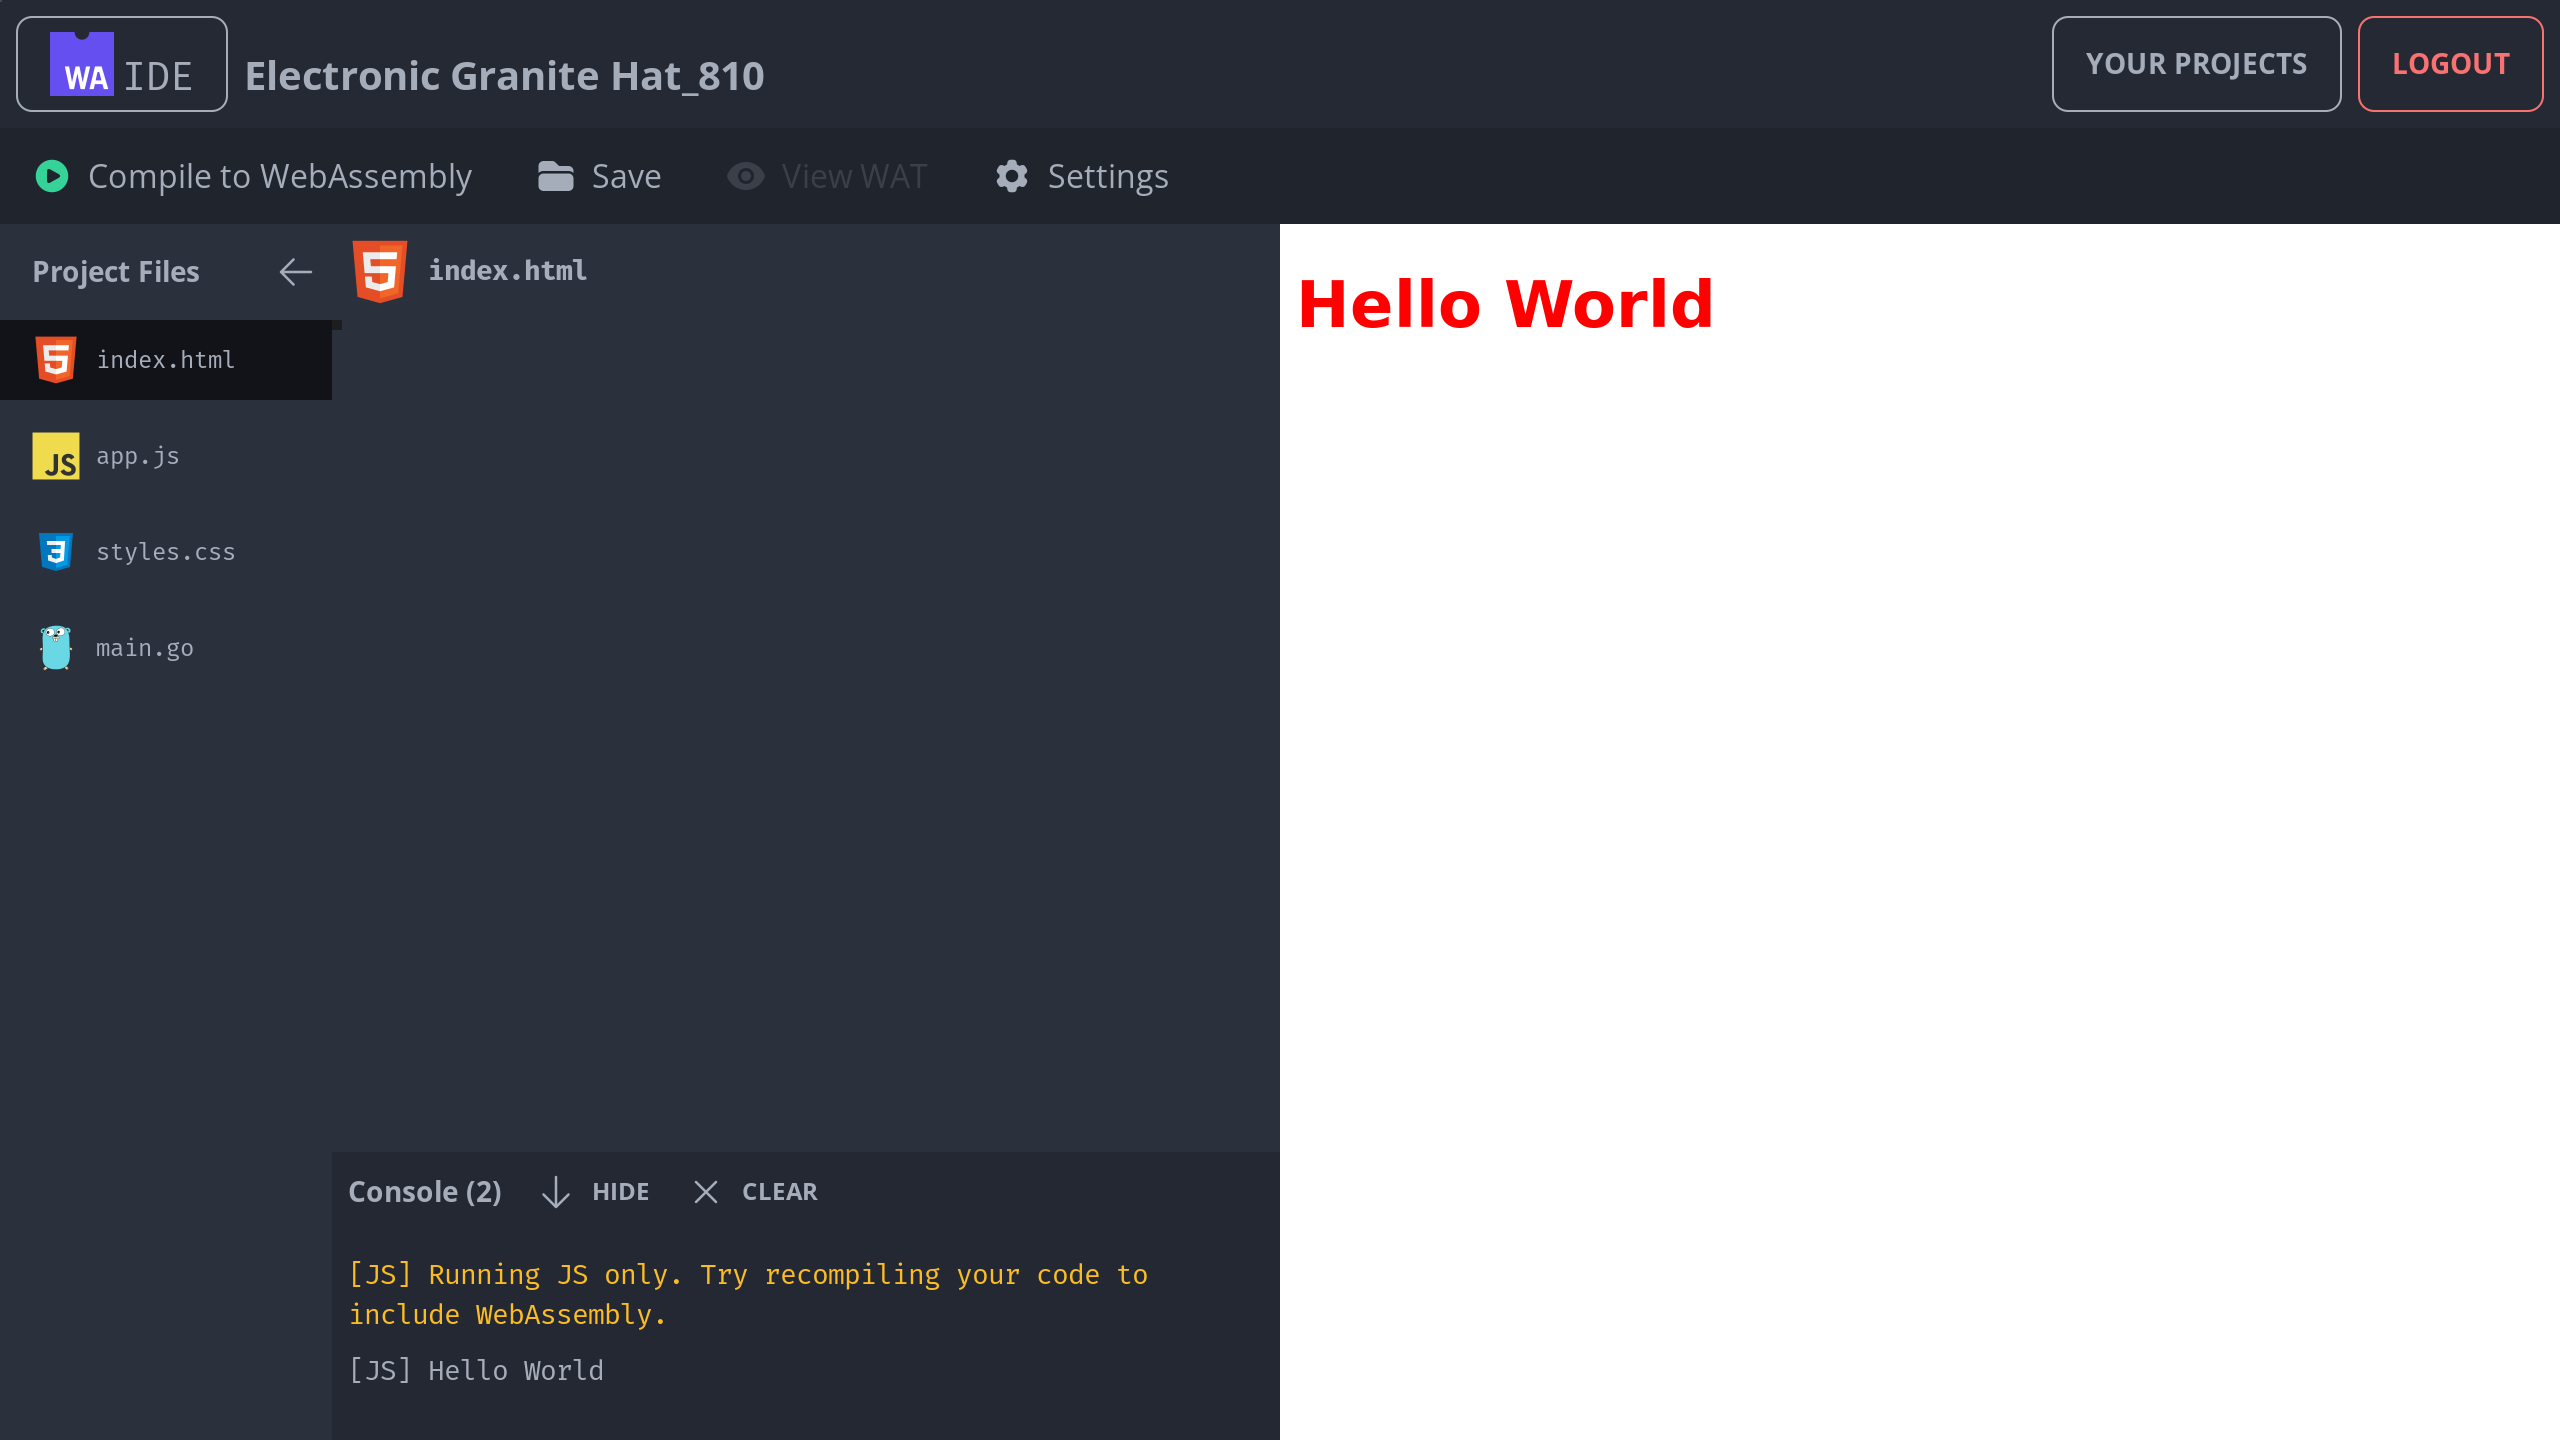 WA IDE
Electronic Granite Hat_810
YOUR PROJECTS
LOGOUT
Compile to WebAssembly
Save
View WAT
Settings
Project Files
index.html
index.html
JS app.js
styles.css
main.go
Hello World
Console (2)
HIDE
CLEAR
[JS] Running JS only. Try recompiling your code to
include WebAssembly.
[JS] Hello World